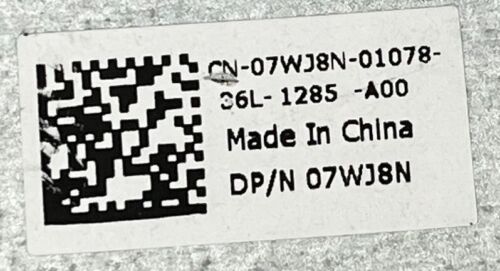 CN-07WJ8N-01078-
36L- 1285 -A00
Made In China
DP/N 07WJ8N